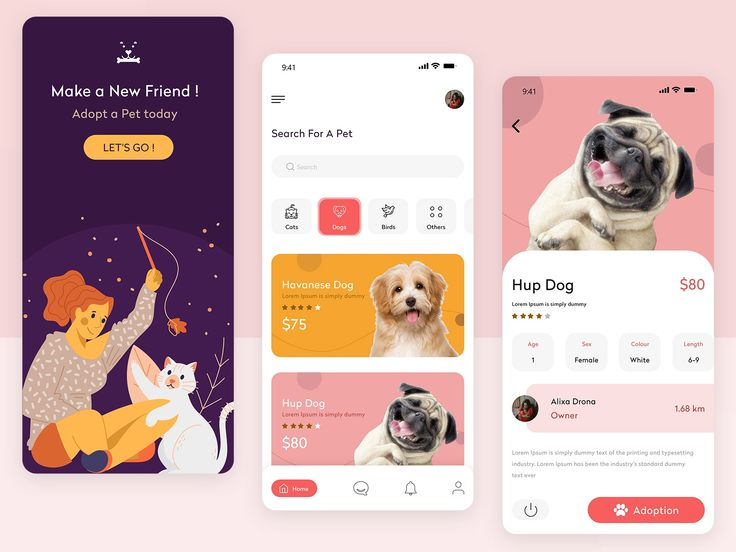 Make a New Friend !
Adopt a Pet today
LET'S GO !
9:41
Search For A Pet
Search
Cats
Dogs
Birds
Others
Havanese Dog
Lorem Ipsum is simply dummy
$75
Hup Dog
Lorem Ipsum is simply dummy
$80
Home
9:41
Hup Dog
$80
Lorem Ipsum is simply dummy
Age
Sex
Colour
Length
1
Female
White
6-9
Alixa Drona
Owner
1.68 km
Lorem Ipsum is simply dummy text of the printing and typesetting
industry. Lorem Ipsum has been the industry's standard dummy
text ever
Adoption